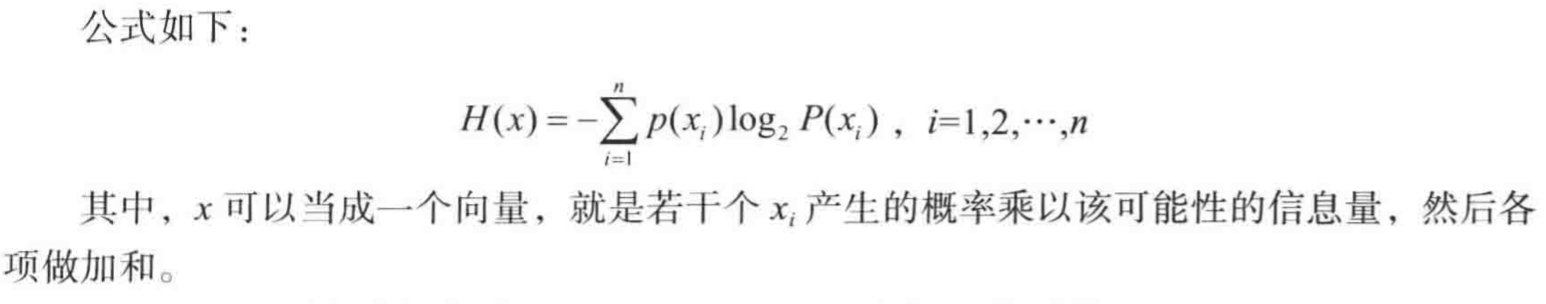 公式如下：
H(x) = -∑_{i=1}^{n} p(x_i) log_2 P(x_i) ，i=1,2,⋯,n
其中，x 可以当成一个向量，就是若干个 x_i 产生的概率乘以该可能性的信息量，然后各
项做加和。